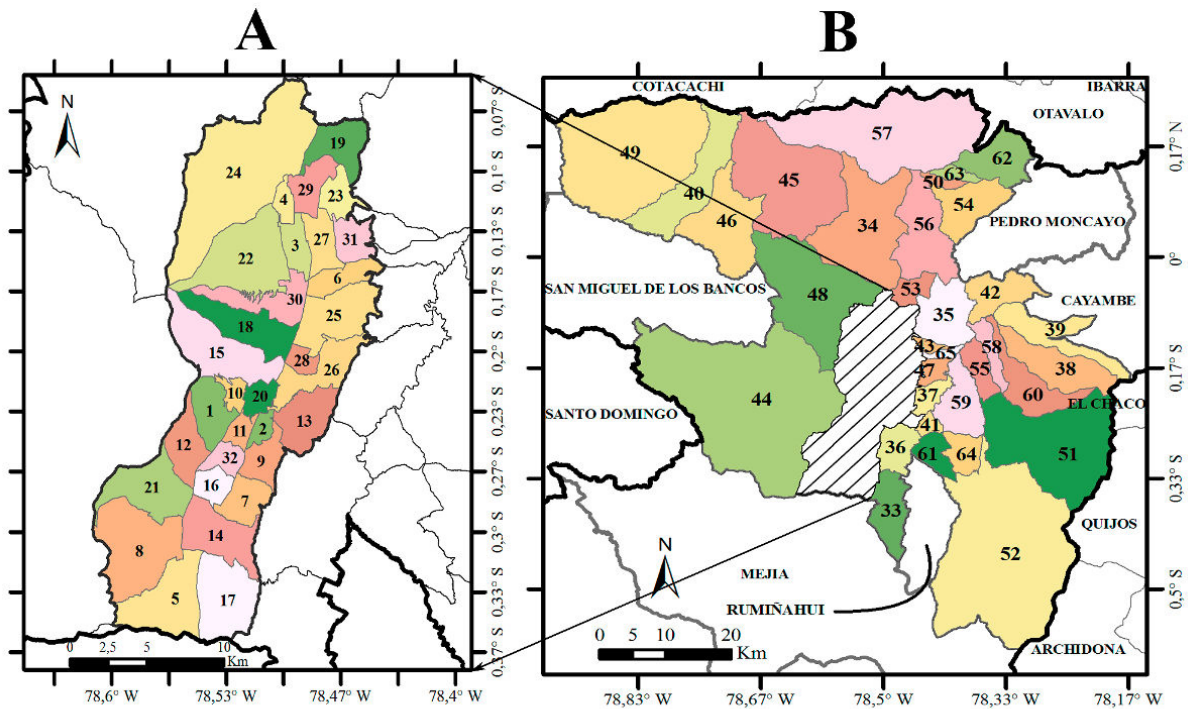 A
B
N
24
19
29
4
23
3
27
31
22
6
30
18
25
15
28
26
10
20
1
13
11
2
12
32
9
21
16
7
14
8
5
17
0 2,5 5 10
Km
0,07° S
0,1° S
0,13° S
0,17° S
0,2° S
0,23° S
0,27° S
0,3° S
0,33° S
0,37° S
78,6° W
78,53° W
78,47° W
78,4° W
COTACACHI
IBARRA
OTAVALO
57
49
62
63
45
50
40
54
46
34
56
PEDRO MONCAYO
SAN MIGUEL DE LOS BANCOS
48
53
42
CAYAMBE
35
39
43
65
58
47
55
38
37
60
EL CHACO
44
59
SANTO DOMINGO
41
36
61
64
51
33
QUIJOS
N
52
MEJIA
RUMIÑAHUI
0 10 20
Km
ARCHIDONA
0,17° N
0°
0,17° S
0,33° S
0,5° S
78,83° W
78,67° W
78,5° W
78,33° W
78,17° W